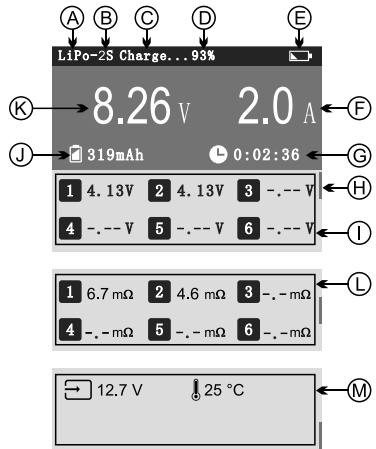 A B C D E
LiPo-2S Charge...93%
K 8.26 V 2.0 A F
J 319mAh 0:02:36 G
1 4.13V 2 4.13V 3 -.-- V H
4 -.-- V 5 -.-- V 6 -.-- V I
1 6.7 mΩ 2 4.6 mΩ 3 -.- mΩ L
4 -.- mΩ 5 -.- mΩ 6 -.- mΩ
12.7 V 25 °C M